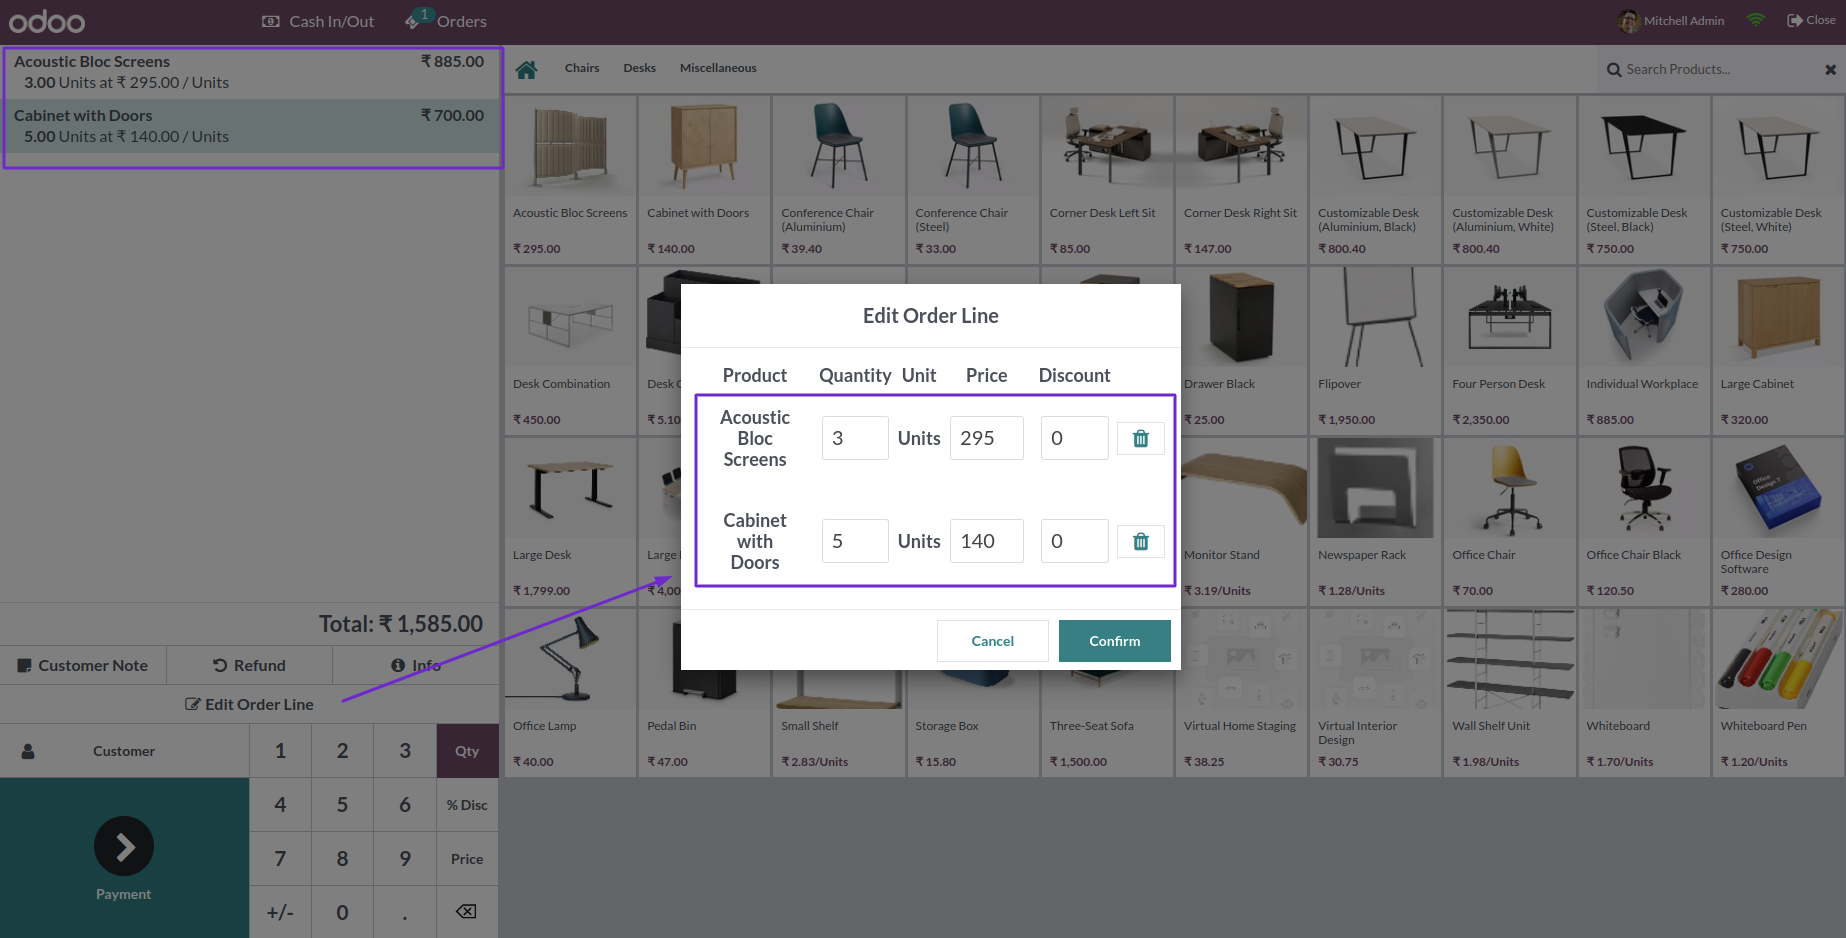 odoo
Cash In/Out
1
Orders
Mitchell Admin
Close
Acoustic Bloc Screens
₹ 885.00
3.00 Units at ₹ 295.00 / Units
Cabinet with Doors
₹ 700.00
5.00 Units at ₹ 140.00 / Units
Total: ₹ 1,585.00
Customer Note
Refund
Info
Edit Order Line
Customer
1 2 3 Qty
4 5 6 % Disc
7 8 9 Price
+/- 0 .
Payment
Chairs
Desks
Miscellaneous
Search Products...
Acoustic Bloc Screens
₹ 295.00
Cabinet with Doors
₹ 140.00
Conference Chair
(Aluminium)
₹ 39.40
Conference Chair
(Steel)
₹ 33.00
Corner Desk Left Sit
₹ 85.00
Corner Desk Right Sit
₹ 147.00
Customizable Desk
(Aluminium, Black)
₹ 800.40
Customizable Desk
(Aluminium, White)
₹ 800.40
Customizable Desk
(Steel, Black)
₹ 750.00
Customizable Desk
(Steel, White)
₹ 750.00
Desk Combination
₹ 450.00
Desk
₹ 5.10
Drawer Black
₹ 25.00
Flipover
₹ 1,950.00
Four Person Desk
₹ 2,350.00
Individual Workplace
₹ 885.00
Large Cabinet
₹ 320.00
Large Desk
₹ 1,799.00
Large
₹ 4,00
Monitor Stand
₹ 3.19/Units
Newspaper Rack
₹ 1.28/Units
Office Chair
₹ 70.00
Office Chair Black
₹ 120.50
Office
Design 7
Office Design
Software
₹ 280.00
Office Lamp
₹ 40.00
Pedal Bin
₹ 47.00
Small Shelf
₹ 2.83/Units
Storage Box
₹ 15.80
Three-Seat Sofa
₹ 1,500.00
Virtual Home Staging
₹ 38.25
Virtual Interior
Design
₹ 30.75
Wall Shelf Unit
₹ 1.98/Units
Whiteboard
₹ 1.70/Units
Whiteboard Pen
₹ 1.20/Units
Edit Order Line
Product Quantity Unit Price Discount
Acoustic
Bloc
Screens
3 Units 295 0
Cabinet
with
Doors
5 Units 140 0
Cancel
Confirm